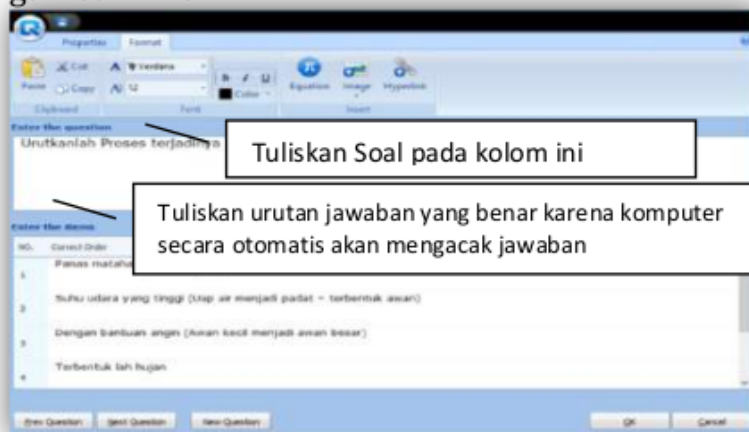 Properties Format
Cut Verdana
Paste Copy 12 B I U Color Equation Image Hyperlink
Clipboard Font Insert
Enter the question
Urutkanlah Proses terjadinya
Tuliskan Soal pada kolom ini
Tuliskan urutan jawaban yang benar karena komputer
secara otomatis akan mengacak jawaban
Enter the items
NO. Correct Order
1 Panas
2 Suhu udara yang tinggi (Uap air menjadi padat - terbentuk awan)
3 Dengan bantuan angin (Awan kecil menjadi awan besar)
4 Terbentuk lah hujan
Prev Question Next Question New Question OK Cancel